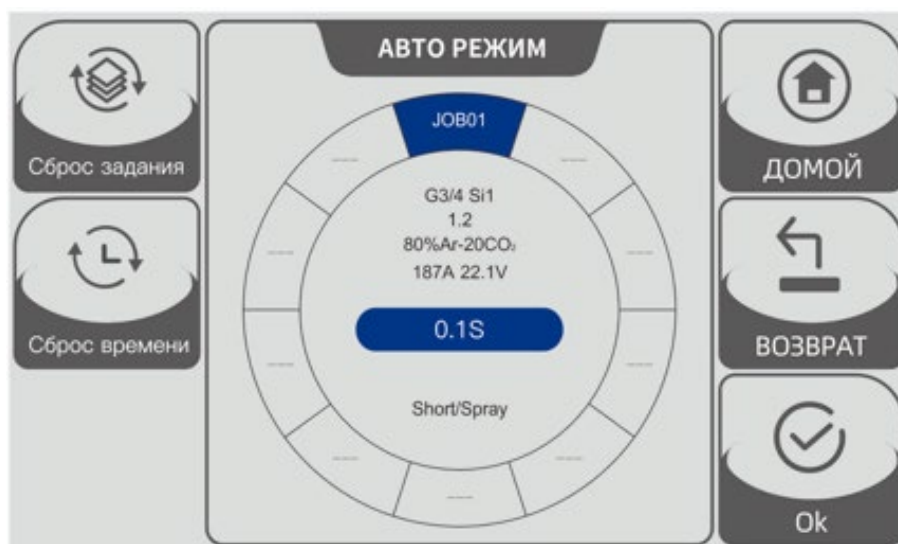 АВТО РЕЖИМ
Сброс задания
Сброс времени
JOB01
G3/4 Si1
1.2
80%Ar-20CO₂
187A 22.1V
0.1S
Short/Spray
ДОМОЙ
ВОЗВРАТ
Ok